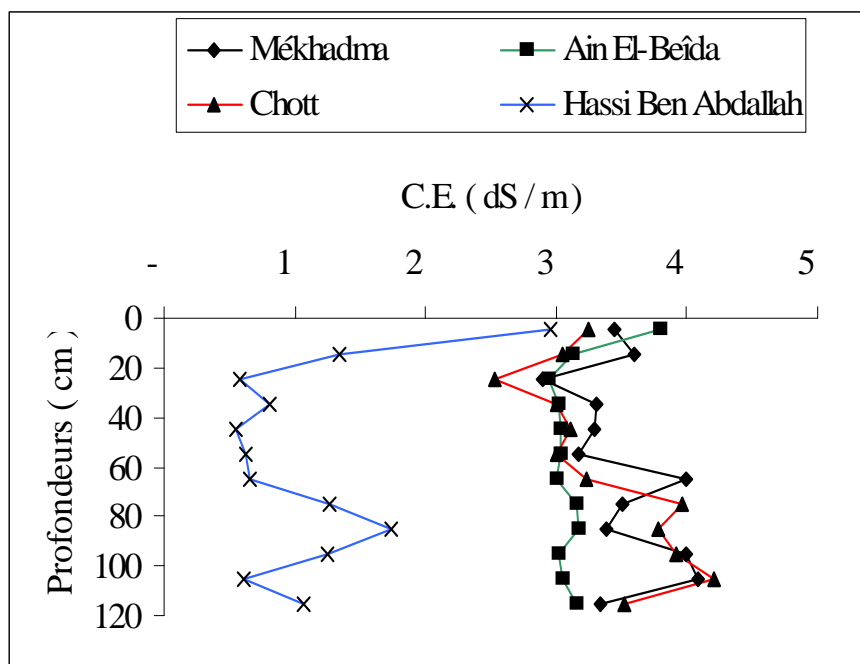 Mékhadma
Ain El-Beîda
Chott
Hassi Ben Abdallah
C.E. ( dS / m)
- 1 2 3 4 5
Profondeurs ( cm )
0
20
40
60
80
100
120